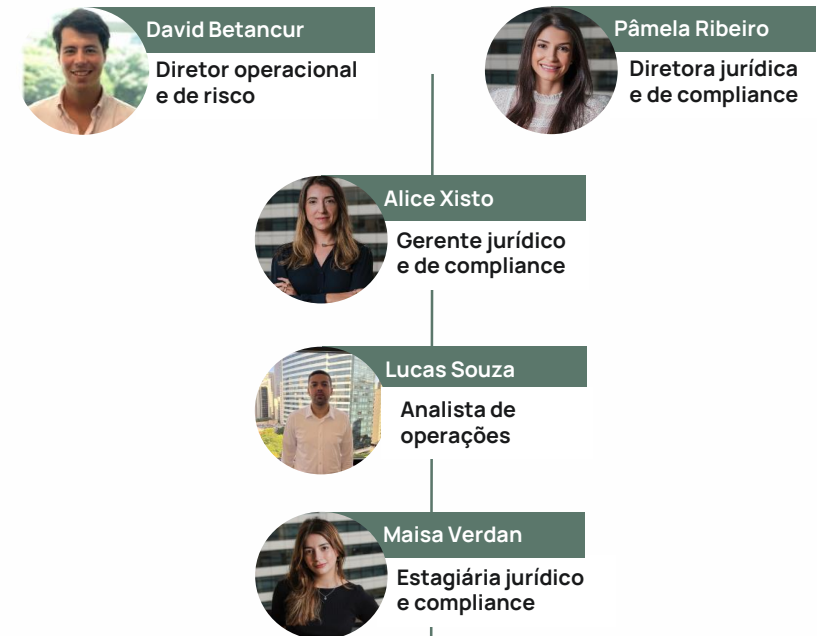 David Betancur
Diretor operacional
e de risco
Pâmela Ribeiro
Diretora jurídica
e de compliance
Alice Xisto
Gerente jurídico
e de compliance
Lucas Souza
Analista de
operações
Maisa Verdan
Estagiária jurídico
e compliance